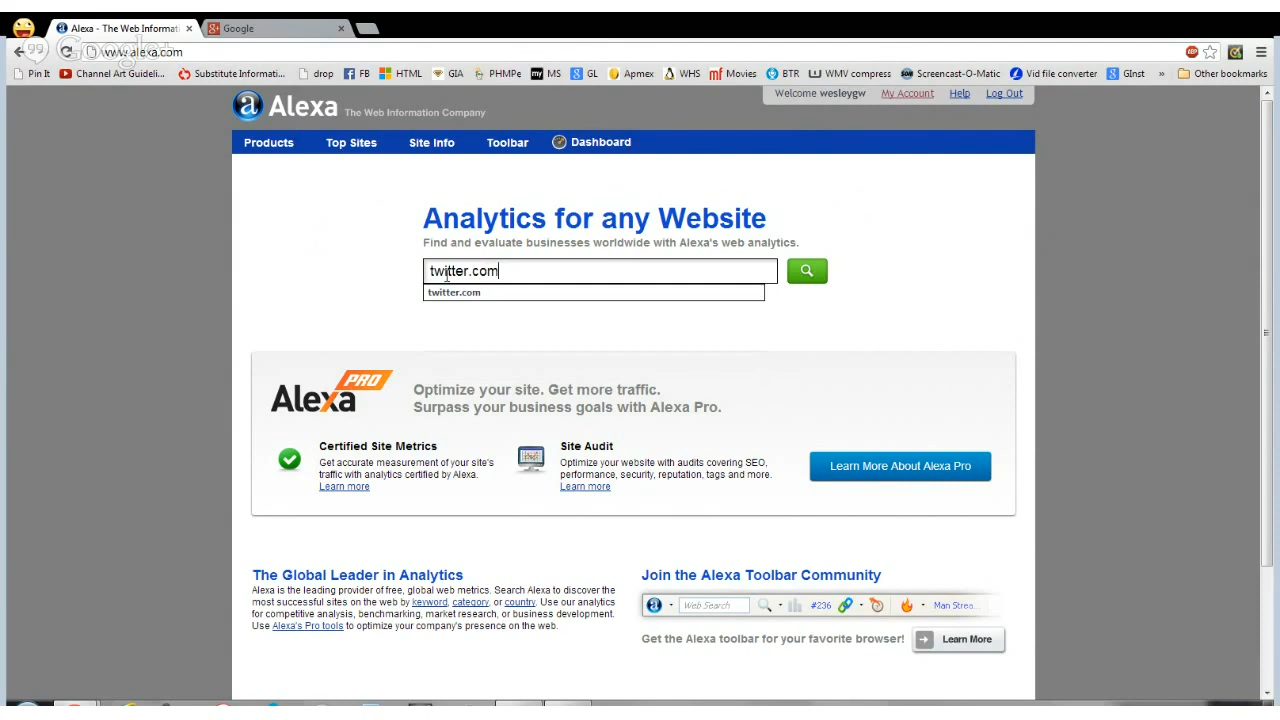 Alexa - The Web Informat
Google
Google+
www.alexa.com
Pin It
Channel Art Guideli...
Substitute Informati...
drop
FB
HTML
GIA
PHMPe
my MS
GL
Apmex
WHS
mf Movies
BTR
WMV compress
Screencast-O-Matic
Vid file converter
GInst
»
Other bookmarks
a Alexa The Web Information Company
Welcome wesleygw My Account Help Log Out
Products Top Sites Site Info Toolbar Dashboard
Analytics for any Website
Find and evaluate businesses worldwide with Alexa's web analytics.
twitter.com
twitter.com
Alexa PRO
Optimize your site. Get more traffic.
Surpass your business goals with Alexa Pro.
Certified Site Metrics
Get accurate measurement of your site's
traffic with analytics certified by Alexa.
Learn more
Site Audit
Optimize your website with audits covering SEO,
performance, security, reputation, tags and more.
Learn more
Learn More About Alexa Pro
The Global Leader in Analytics
Alexa is the leading provider of free, global web metrics. Search Alexa to discover the
most successful sites on the web by keyword, category, or country. Use our analytics
for competitive analysis, benchmarking, market research, or business development.
Use Alexa's Pro tools to optimize your company's presence on the web.
Join the Alexa Toolbar Community
a Web Search #236 Man Strea...
Get the Alexa toolbar for your favorite browser! Learn More